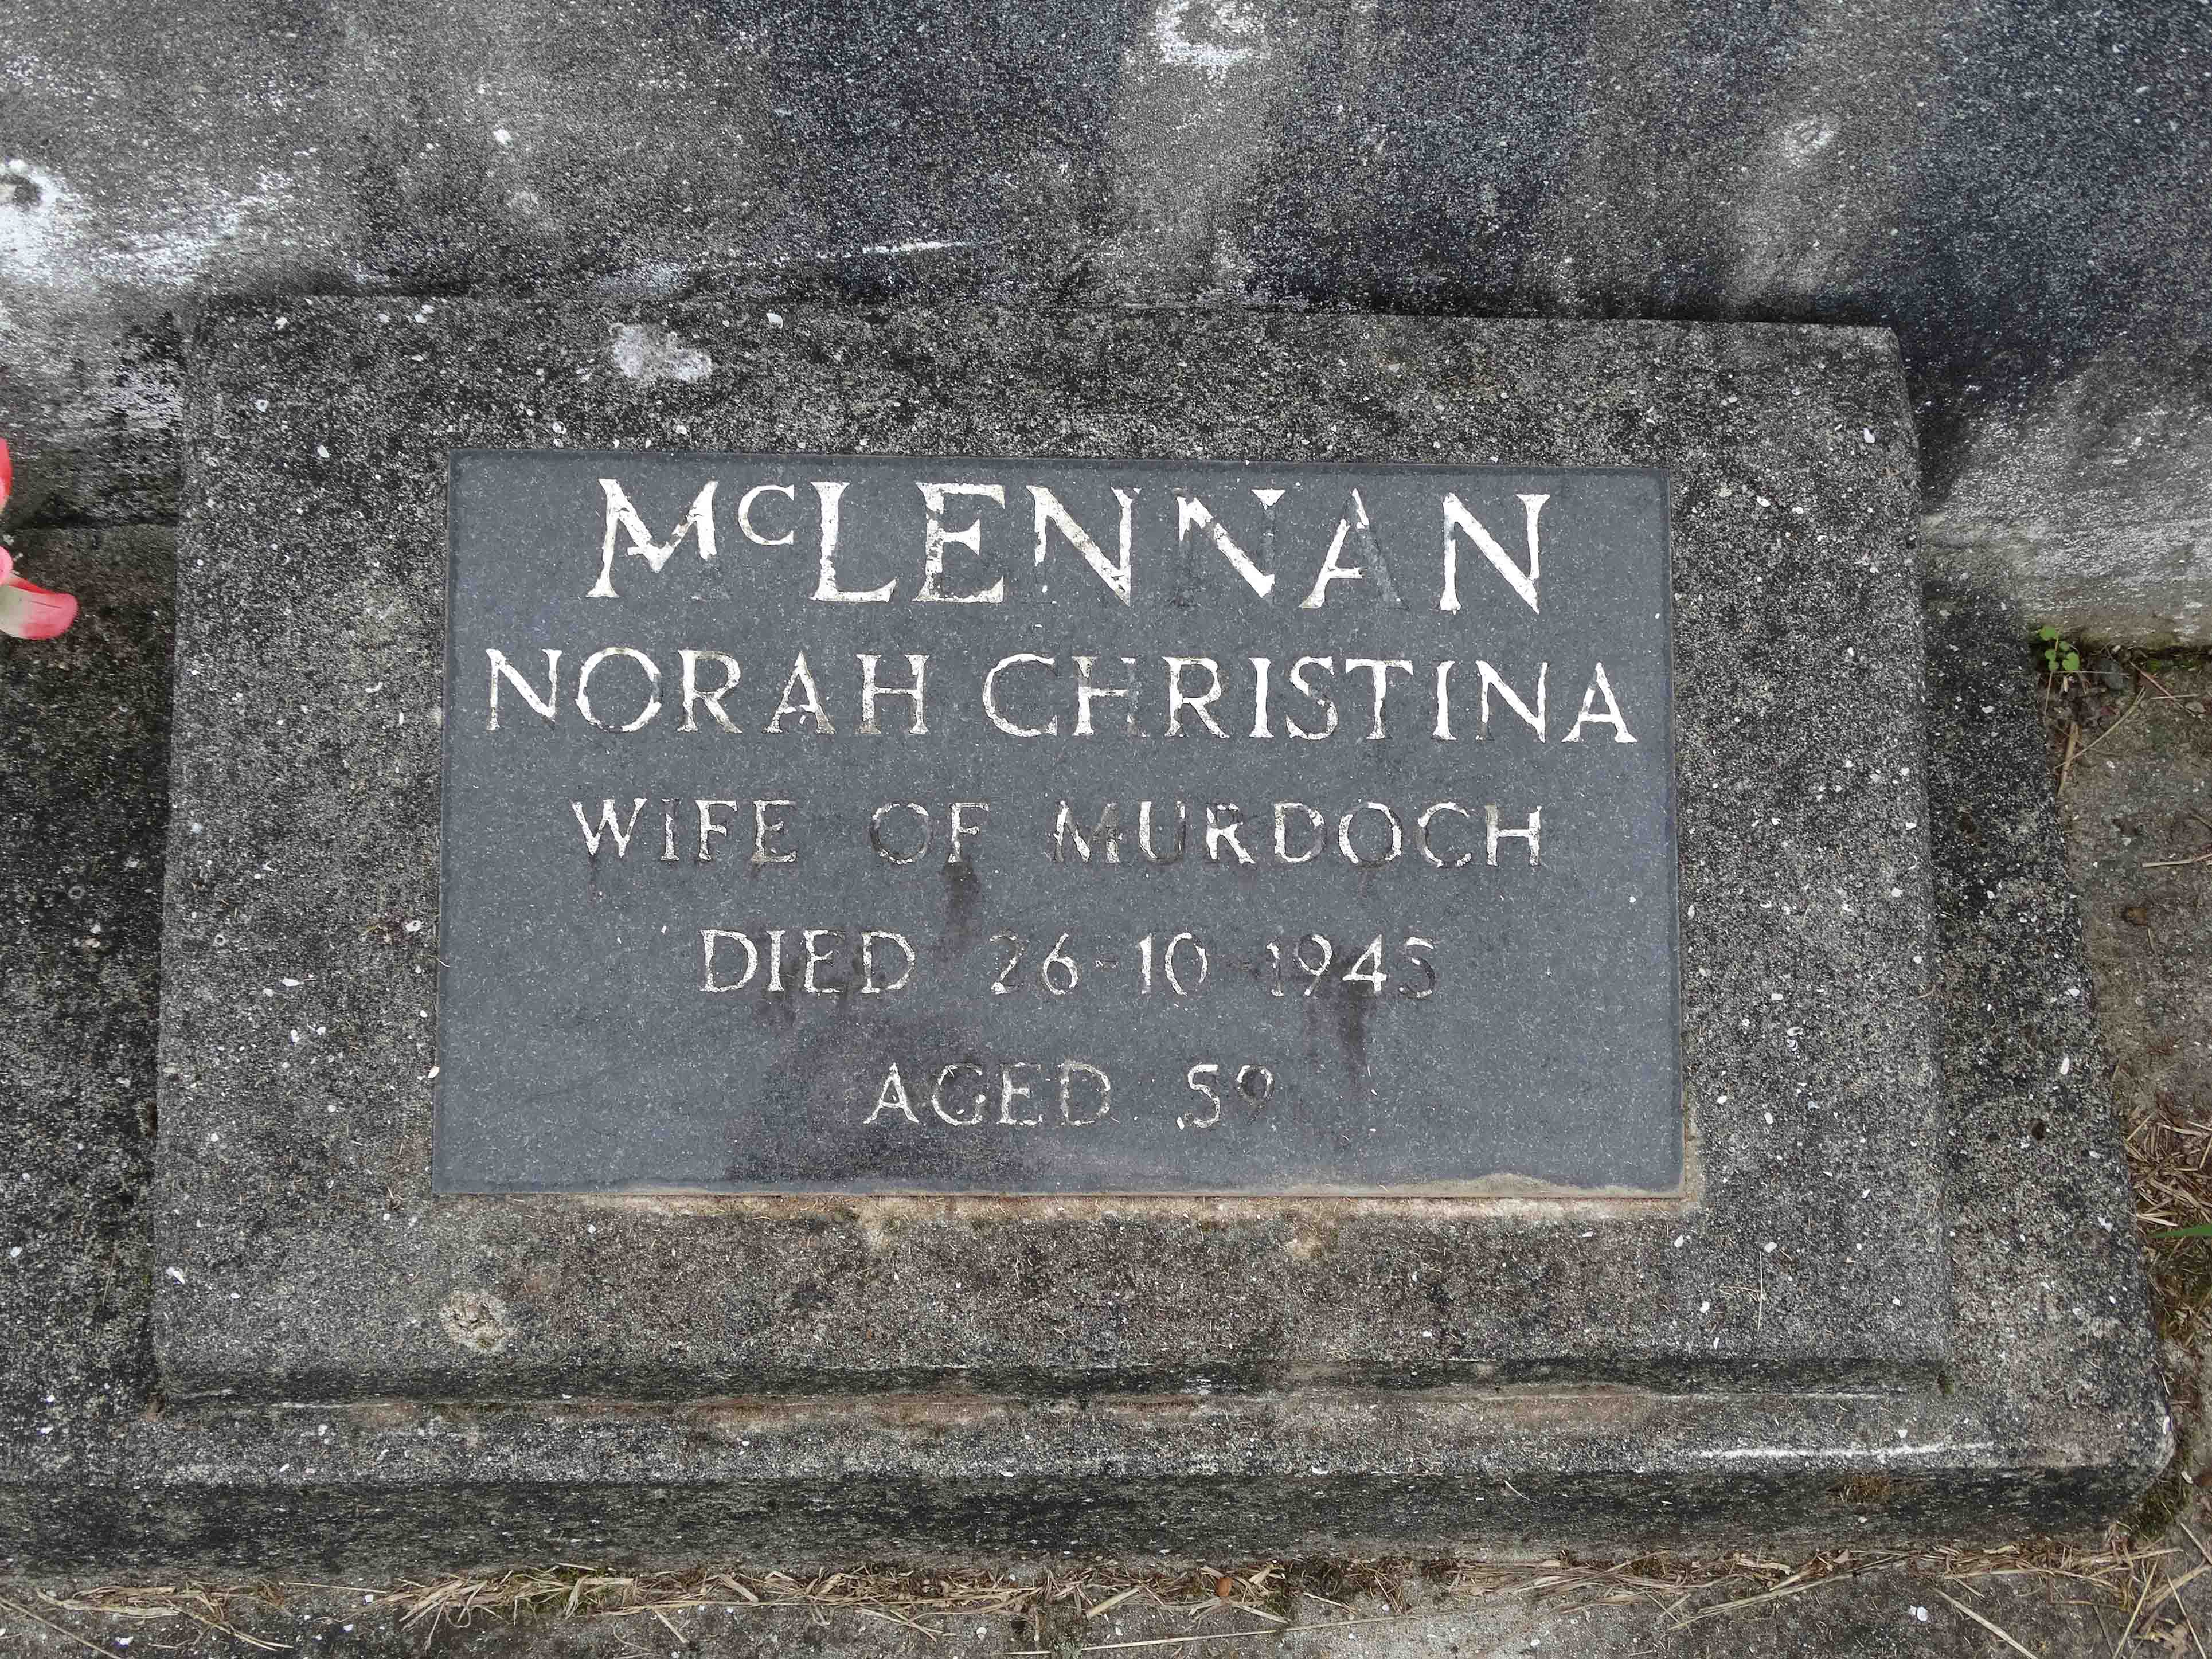 McLENNAN
NORAH CHRISTINA
WIFE OF MURDOCH
DIED 26-10-1945
AGED 59